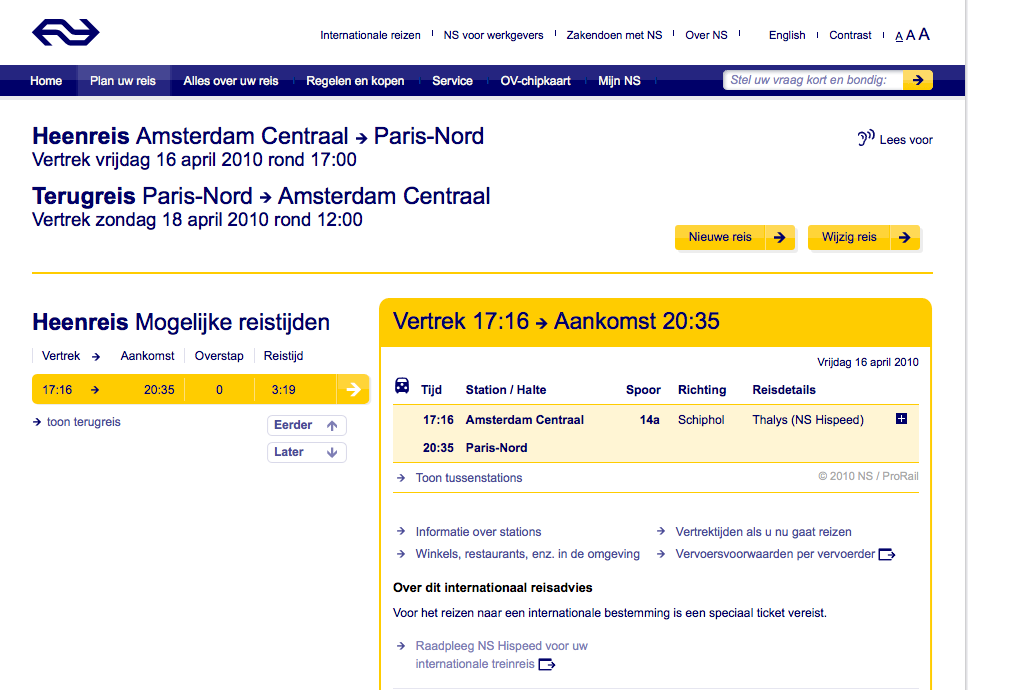 Internationale reizen NS voor werkgevers Zakendoen met NS Over NS English Contrast A A A
Home Plan uw reis Alles over uw reis Regelen en kopen Service OV-chipkaart Mijn NS Stel uw vraag kort en bondig:
Heenreis Amsterdam Centraal → Paris-Nord
Vertrek vrijdag 16 april 2010 rond 17:00
Lees voor
Terugreis Paris-Nord → Amsterdam Centraal
Vertrek zondag 18 april 2010 rond 12:00
Nieuwe reis → Wijzig reis →
Heenreis Mogelijke reistijden
Vertrek → Aankomst Overstap Reistijd
17:16 → 20:35 0 3:19 →
→ toon terugreis
Eerder ↑
Later ↓
Vertrek 17:16 → Aankomst 20:35
Vrijdag 16 april 2010
Tijd Station / Halte Spoor Richting Reisdetails
17:16 Amsterdam Centraal 14a Schiphol Thalys (NS Hispeed)
20:35 Paris-Nord
→ Toon tussenstations © 2010 NS / ProRail
→ Informatie over stations → Vertrektijden als u nu gaat reizen
→ Winkels, restaurants, enz. in de omgeving → Vervoersvoorwaarden per vervoerder
Over dit internationaal reisadvies
Voor het reizen naar een internationale bestemming is een speciaal ticket vereist.
→ Raadpleeg NS Hispeed voor uw
internationale treinreis